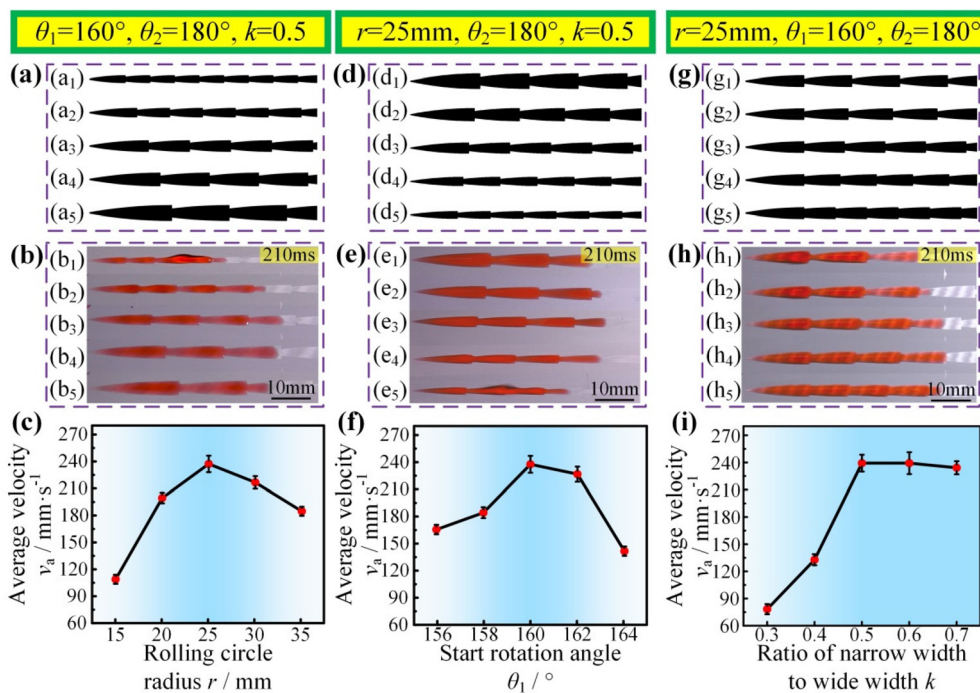 θ1=160°, θ2=180°, k=0.5
r=25mm, θ2=180°, k=0.5
r=25mm, θ1=160°, θ2=180°
(a)
(a1)
(a2)
(a3)
(a4)
(a5)
(d)
(d1)
(d2)
(d3)
(d4)
(d5)
(g)
(g1)
(g2)
(g3)
(g4)
(g5)
(b)
210ms
(b1)
(b2)
(b3)
(b4)
(b5)
10mm
(e)
210ms
(e1)
(e2)
(e3)
(e4)
(e5)
10mm
(h)
210ms
(h1)
(h2)
(h3)
(h4)
(h5)
10mm
(c)
Average velocity
va / mm·s-1
270
240
210
180
150
120
90
60
15 20 25 30 35
Rolling circle
radius r / mm
(f)
Average velocity
va / mm·s-1
270
240
210
180
150
120
90
60
156 158 160 162 164
Start rotation angle
θ1 / °
(i)
Average velocity
va / mm·s-1
270
240
210
180
150
120
90
60
0.3 0.4 0.5 0.6 0.7
Ratio of narrow width
to wide width k